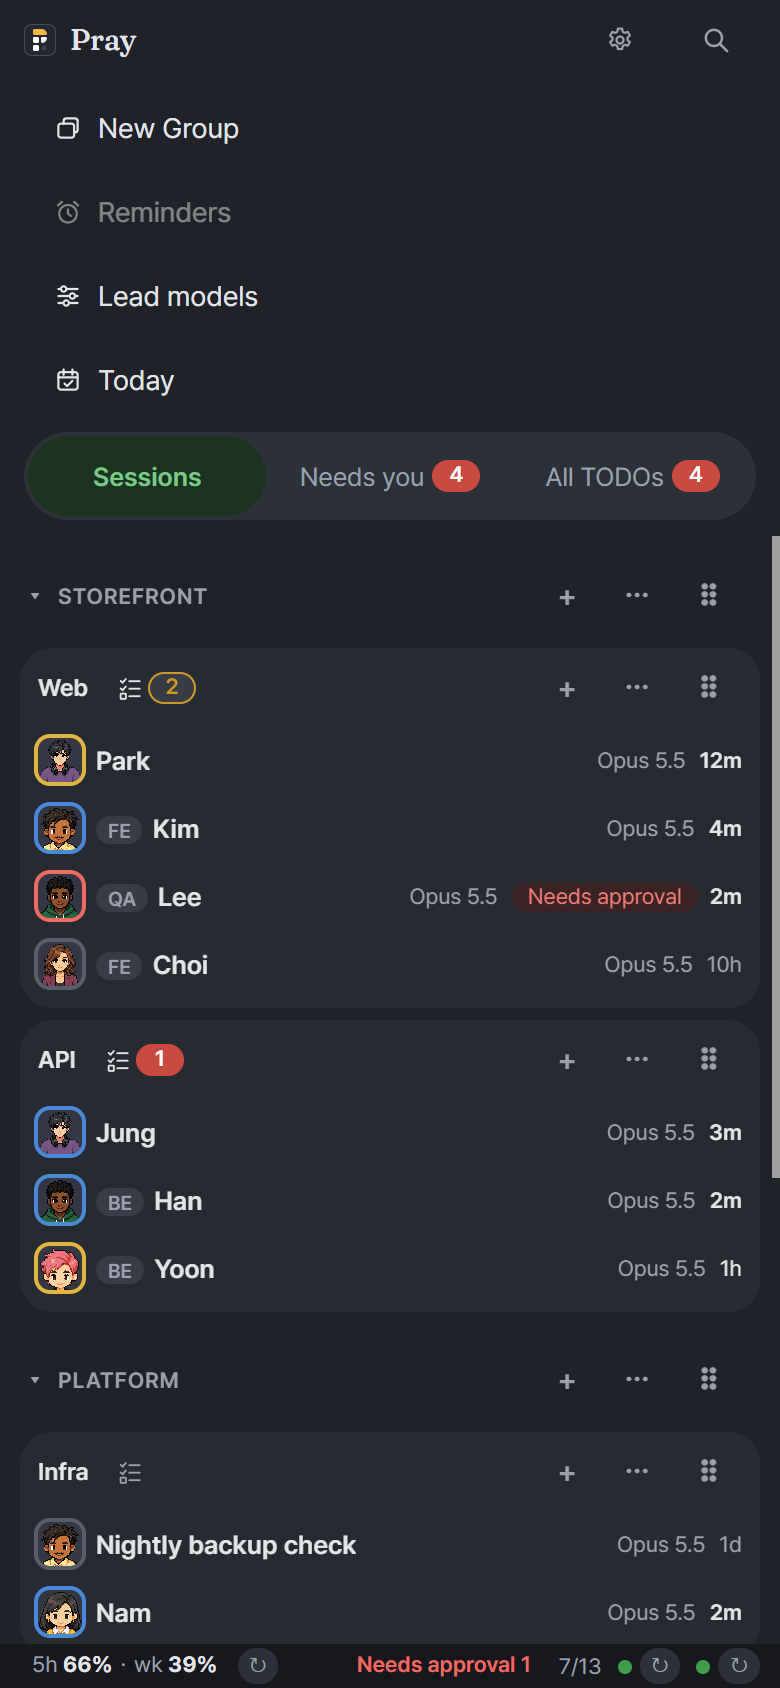 Pray
New Group
Reminders
Lead models
Today
Sessions Needs you 4 All TODOs 4
STOREFRONT
Web 2
Park Opus 5.5 12m
FE Kim Opus 5.5 4m
QA Lee Opus 5.5 Needs approval 2m
FE Choi Opus 5.5 10h
API 1
Jung Opus 5.5 3m
BE Han Opus 5.5 2m
BE Yoon Opus 5.5 1h
PLATFORM
Infra
Nightly backup check Opus 5.5 1d
Nam Opus 5.5 2m
5h 66% · wk 39% Needs approval 1 7/13